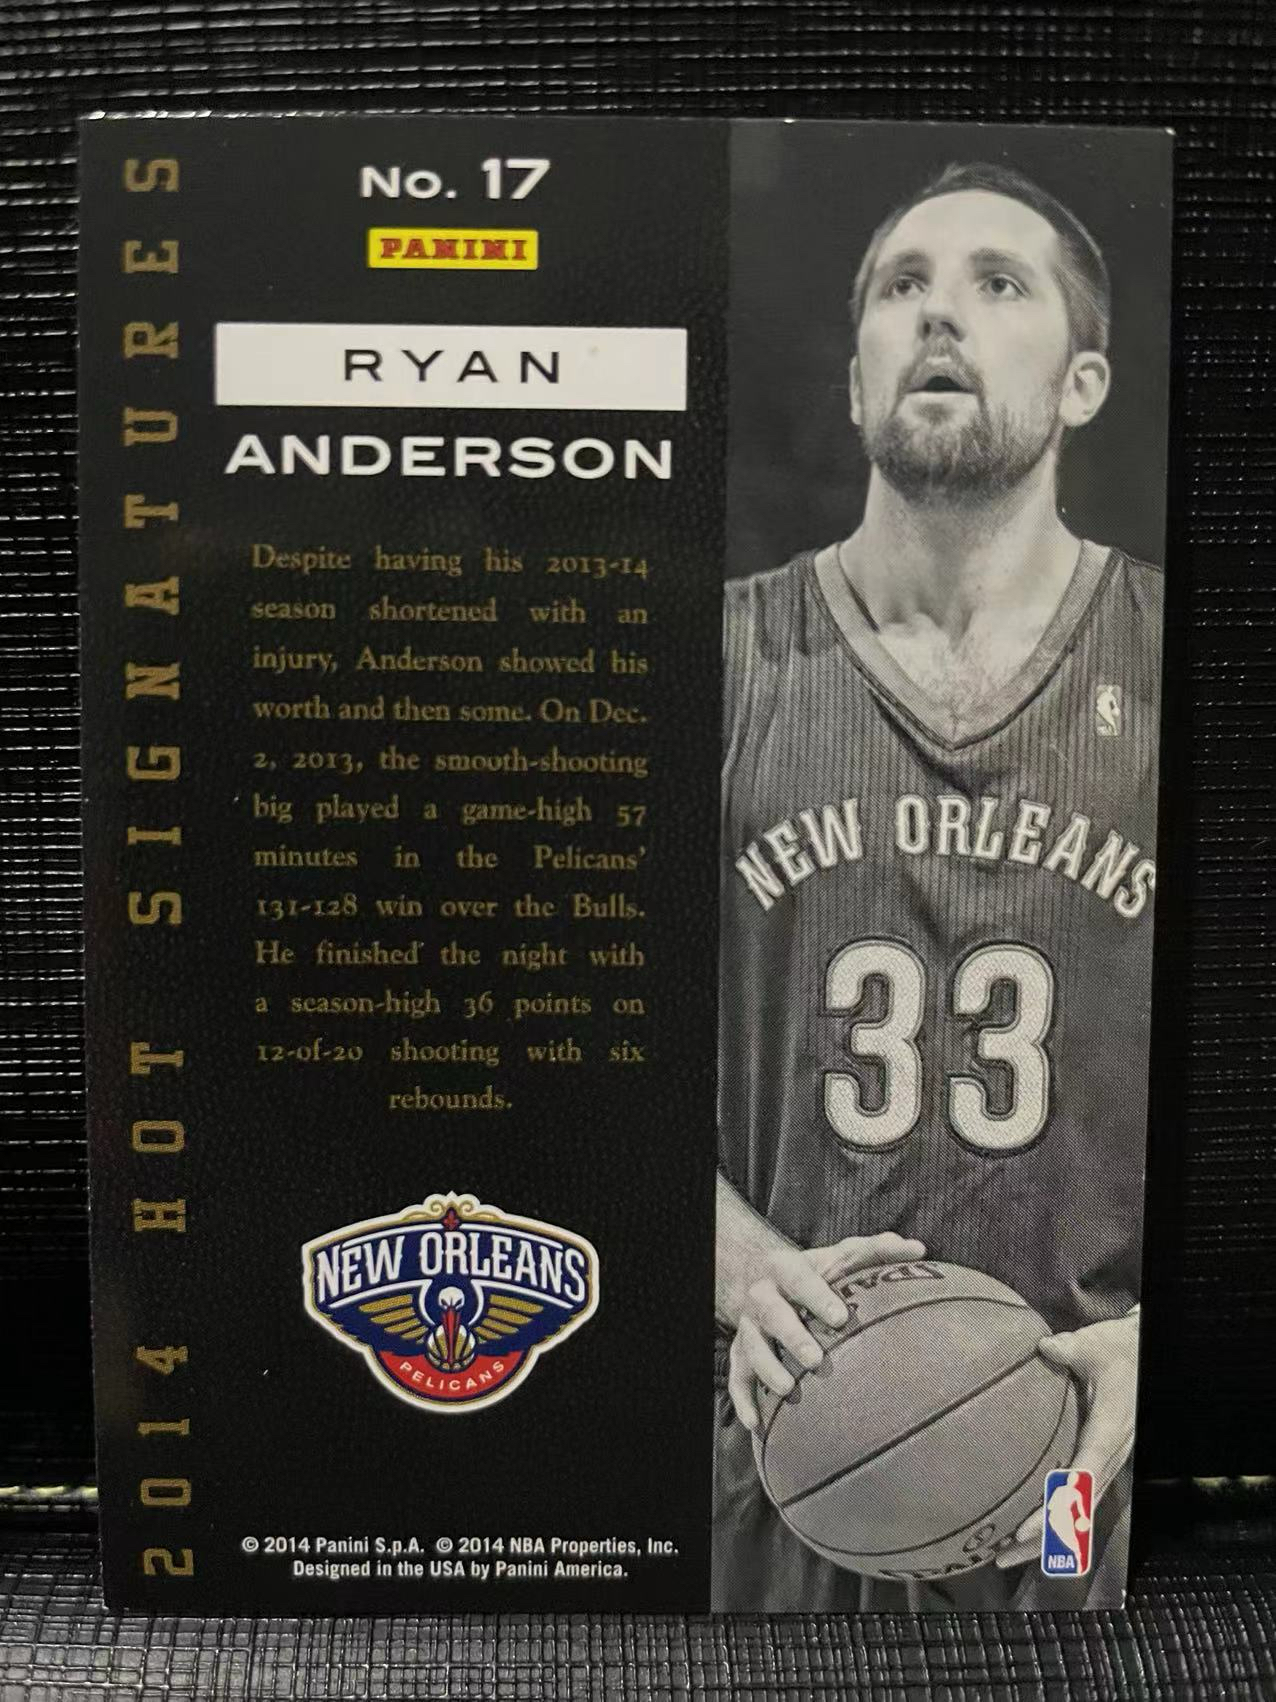 2014 HOT SIGNATURES
No. 17
PANINI
RYAN
ANDERSON
Despite having his 2013-14
season shortened with an
injury, Anderson showed his
worth and then some. On Dec.
2, 2013, the smooth-shooting
big played a game-high 57
minutes in the Pelicans'
131-128 win over the Bulls.
He finished the night with
a season-high 36 points on
12-of-20 shooting with six
rebounds.
NEW ORLEANS
PELICANS
© 2014 Panini S.p.A. © 2014 NBA Properties, Inc.
Designed in the USA by Panini America.
NEW ORLEANS
33
NBA